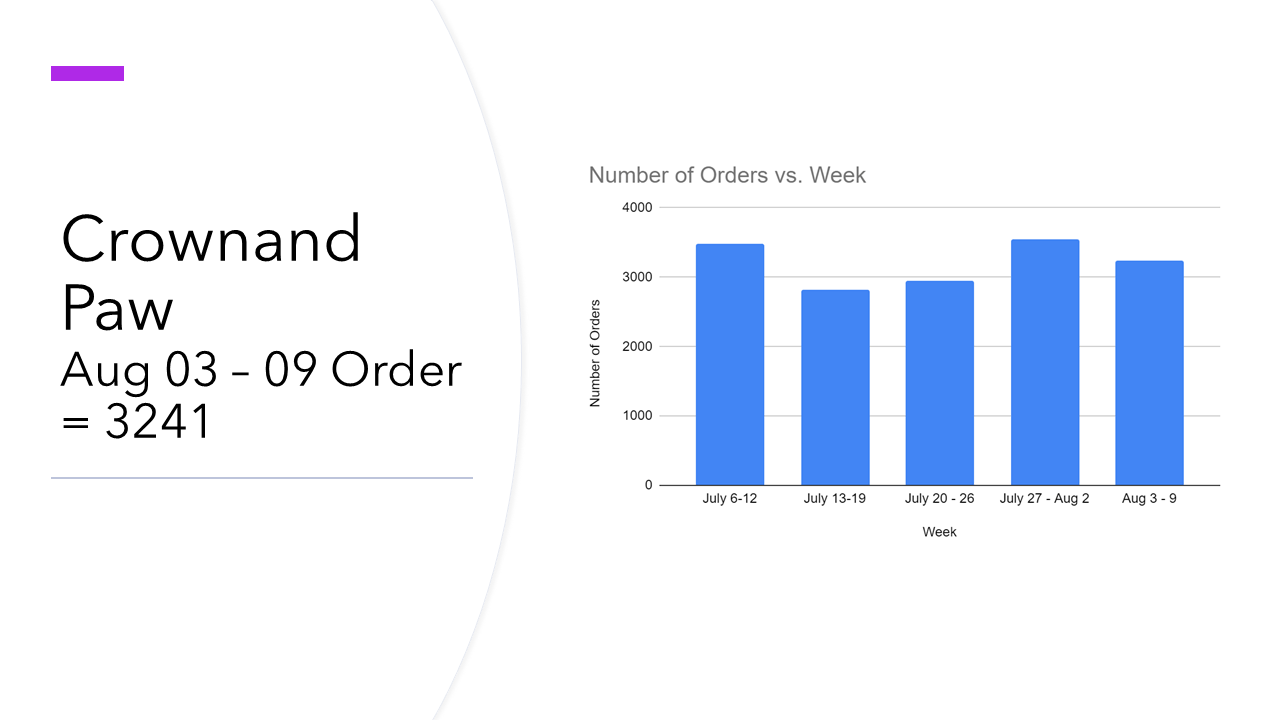 Crownand
Paw
Aug 03 – 09 Order
= 3241
Number of Orders vs. Week
4000
3000
2000
1000
0
Number of Orders
July 6-12
July 13-19
July 20 - 26
July 27 - Aug 2
Aug 3 - 9
Week